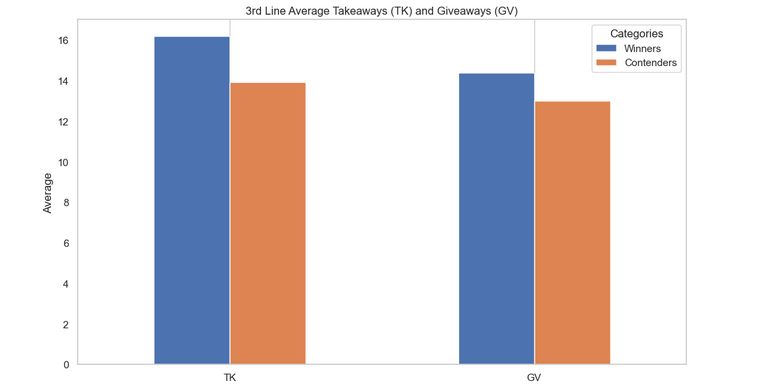 3rd Line Average Takeaways (TK) and Giveaways (GV)
Categories
Winners
Contenders
Average
16
14
12
10
8
6
4
2
0
TK
GV